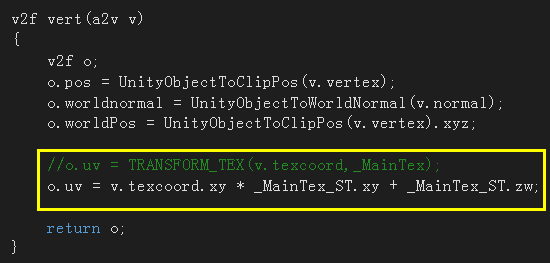 v2f vert(a2v v)
{
v2f o;
o.pos = UnityObjectToClipPos(v.vertex);
o.worldnormal = UnityObjectToWorldNormal(v.normal);
o.worldPos = UnityObjectToClipPos(v.vertex).xyz;
//o.uv = TRANSFORM_TEX(v.texcoord,_MainTex);
o.uv = v.texcoord.xy * _MainTex_ST.xy + _MainTex_ST.zw;
return o;
}